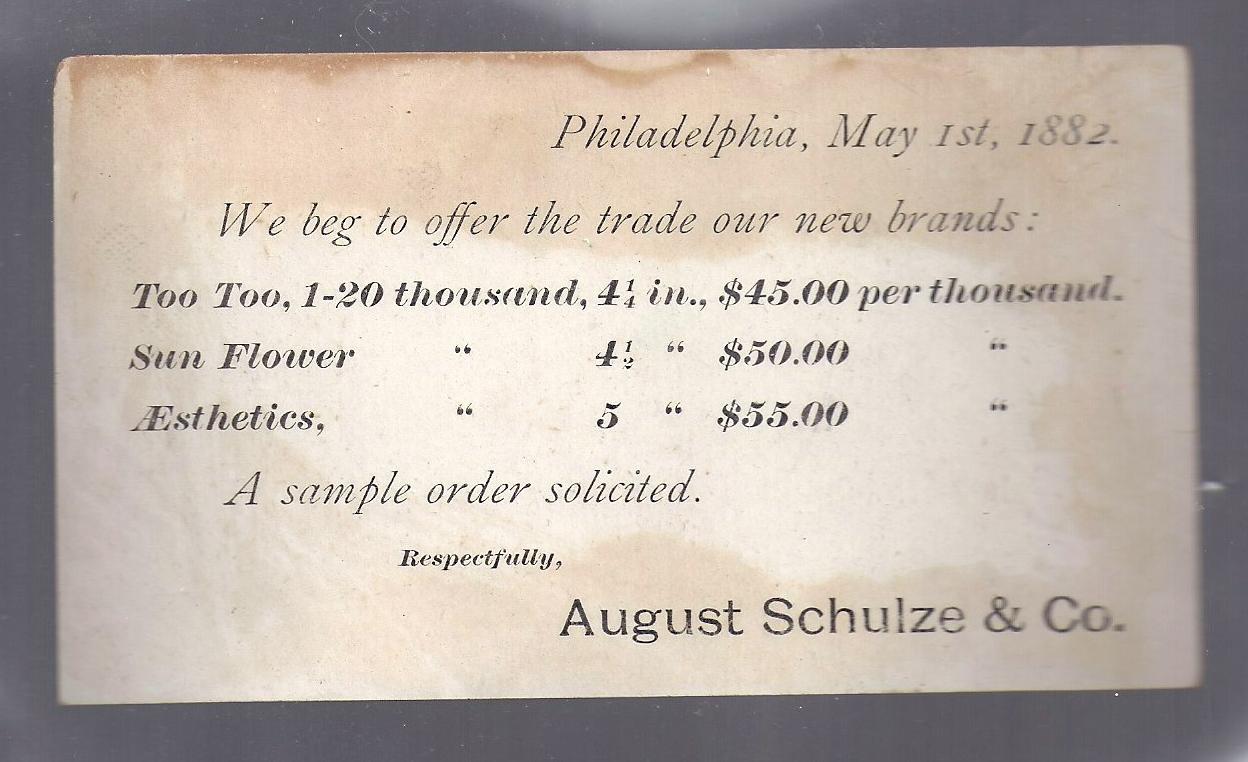 Philadelphia, May 1st, 1882.
We beg to offer the trade our new brands:
Too Too, 1-20 thousand, 4¼ in., $45.00 per thousand.
Sun Flower “ 4½ “ $50.00 “
Æsthetics, “ 5 “ $55.00 “
A sample order solicited.
Respectfully,
August Schulze & Co.